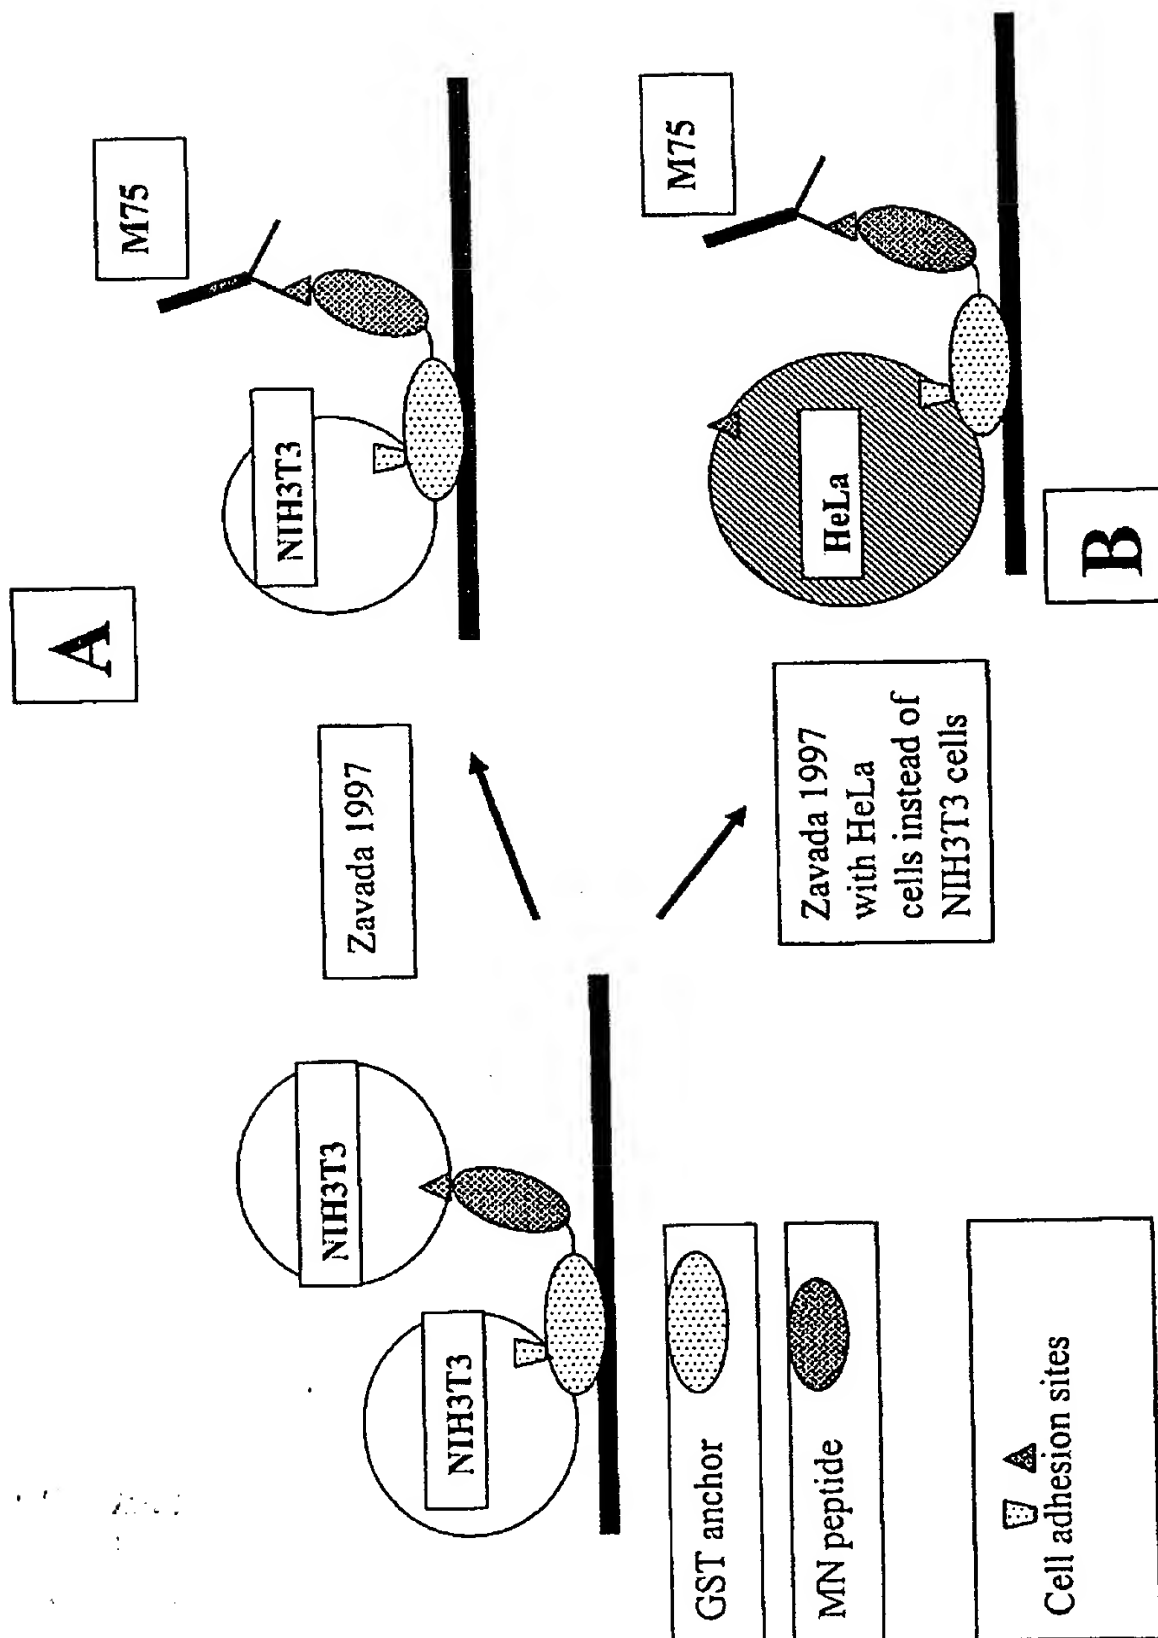 A
M75
NIH3T3
Zavada 1997
NIH3T3
NIH3T3
M75
HeLa
B
Zavada 1997
with HeLa
cells instead of
NIH3T3 cells
GST anchor
MN peptide
Cell adhesion sites